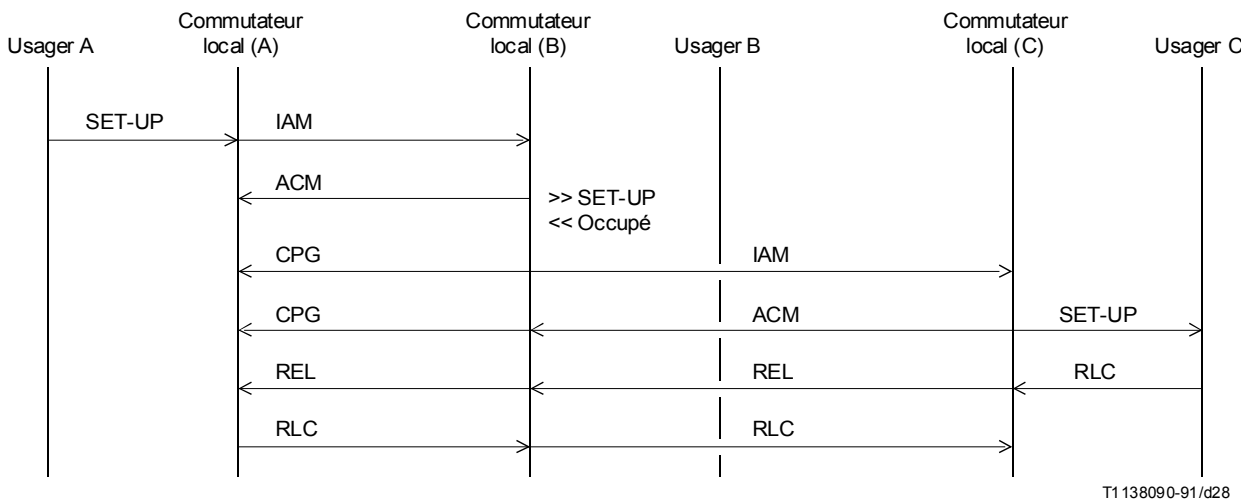 Usager A
Commutateur
local (A)
Commutateur
local (B)
Usager B
Commutateur
local (C)
Usager C
SET-UP
IAM
ACM
>> SET-UP
<< Occupé
CPG
IAM
CPG
ACM
SET-UP
REL
REL
RLC
RLC
RLC
T1138090-91/d28